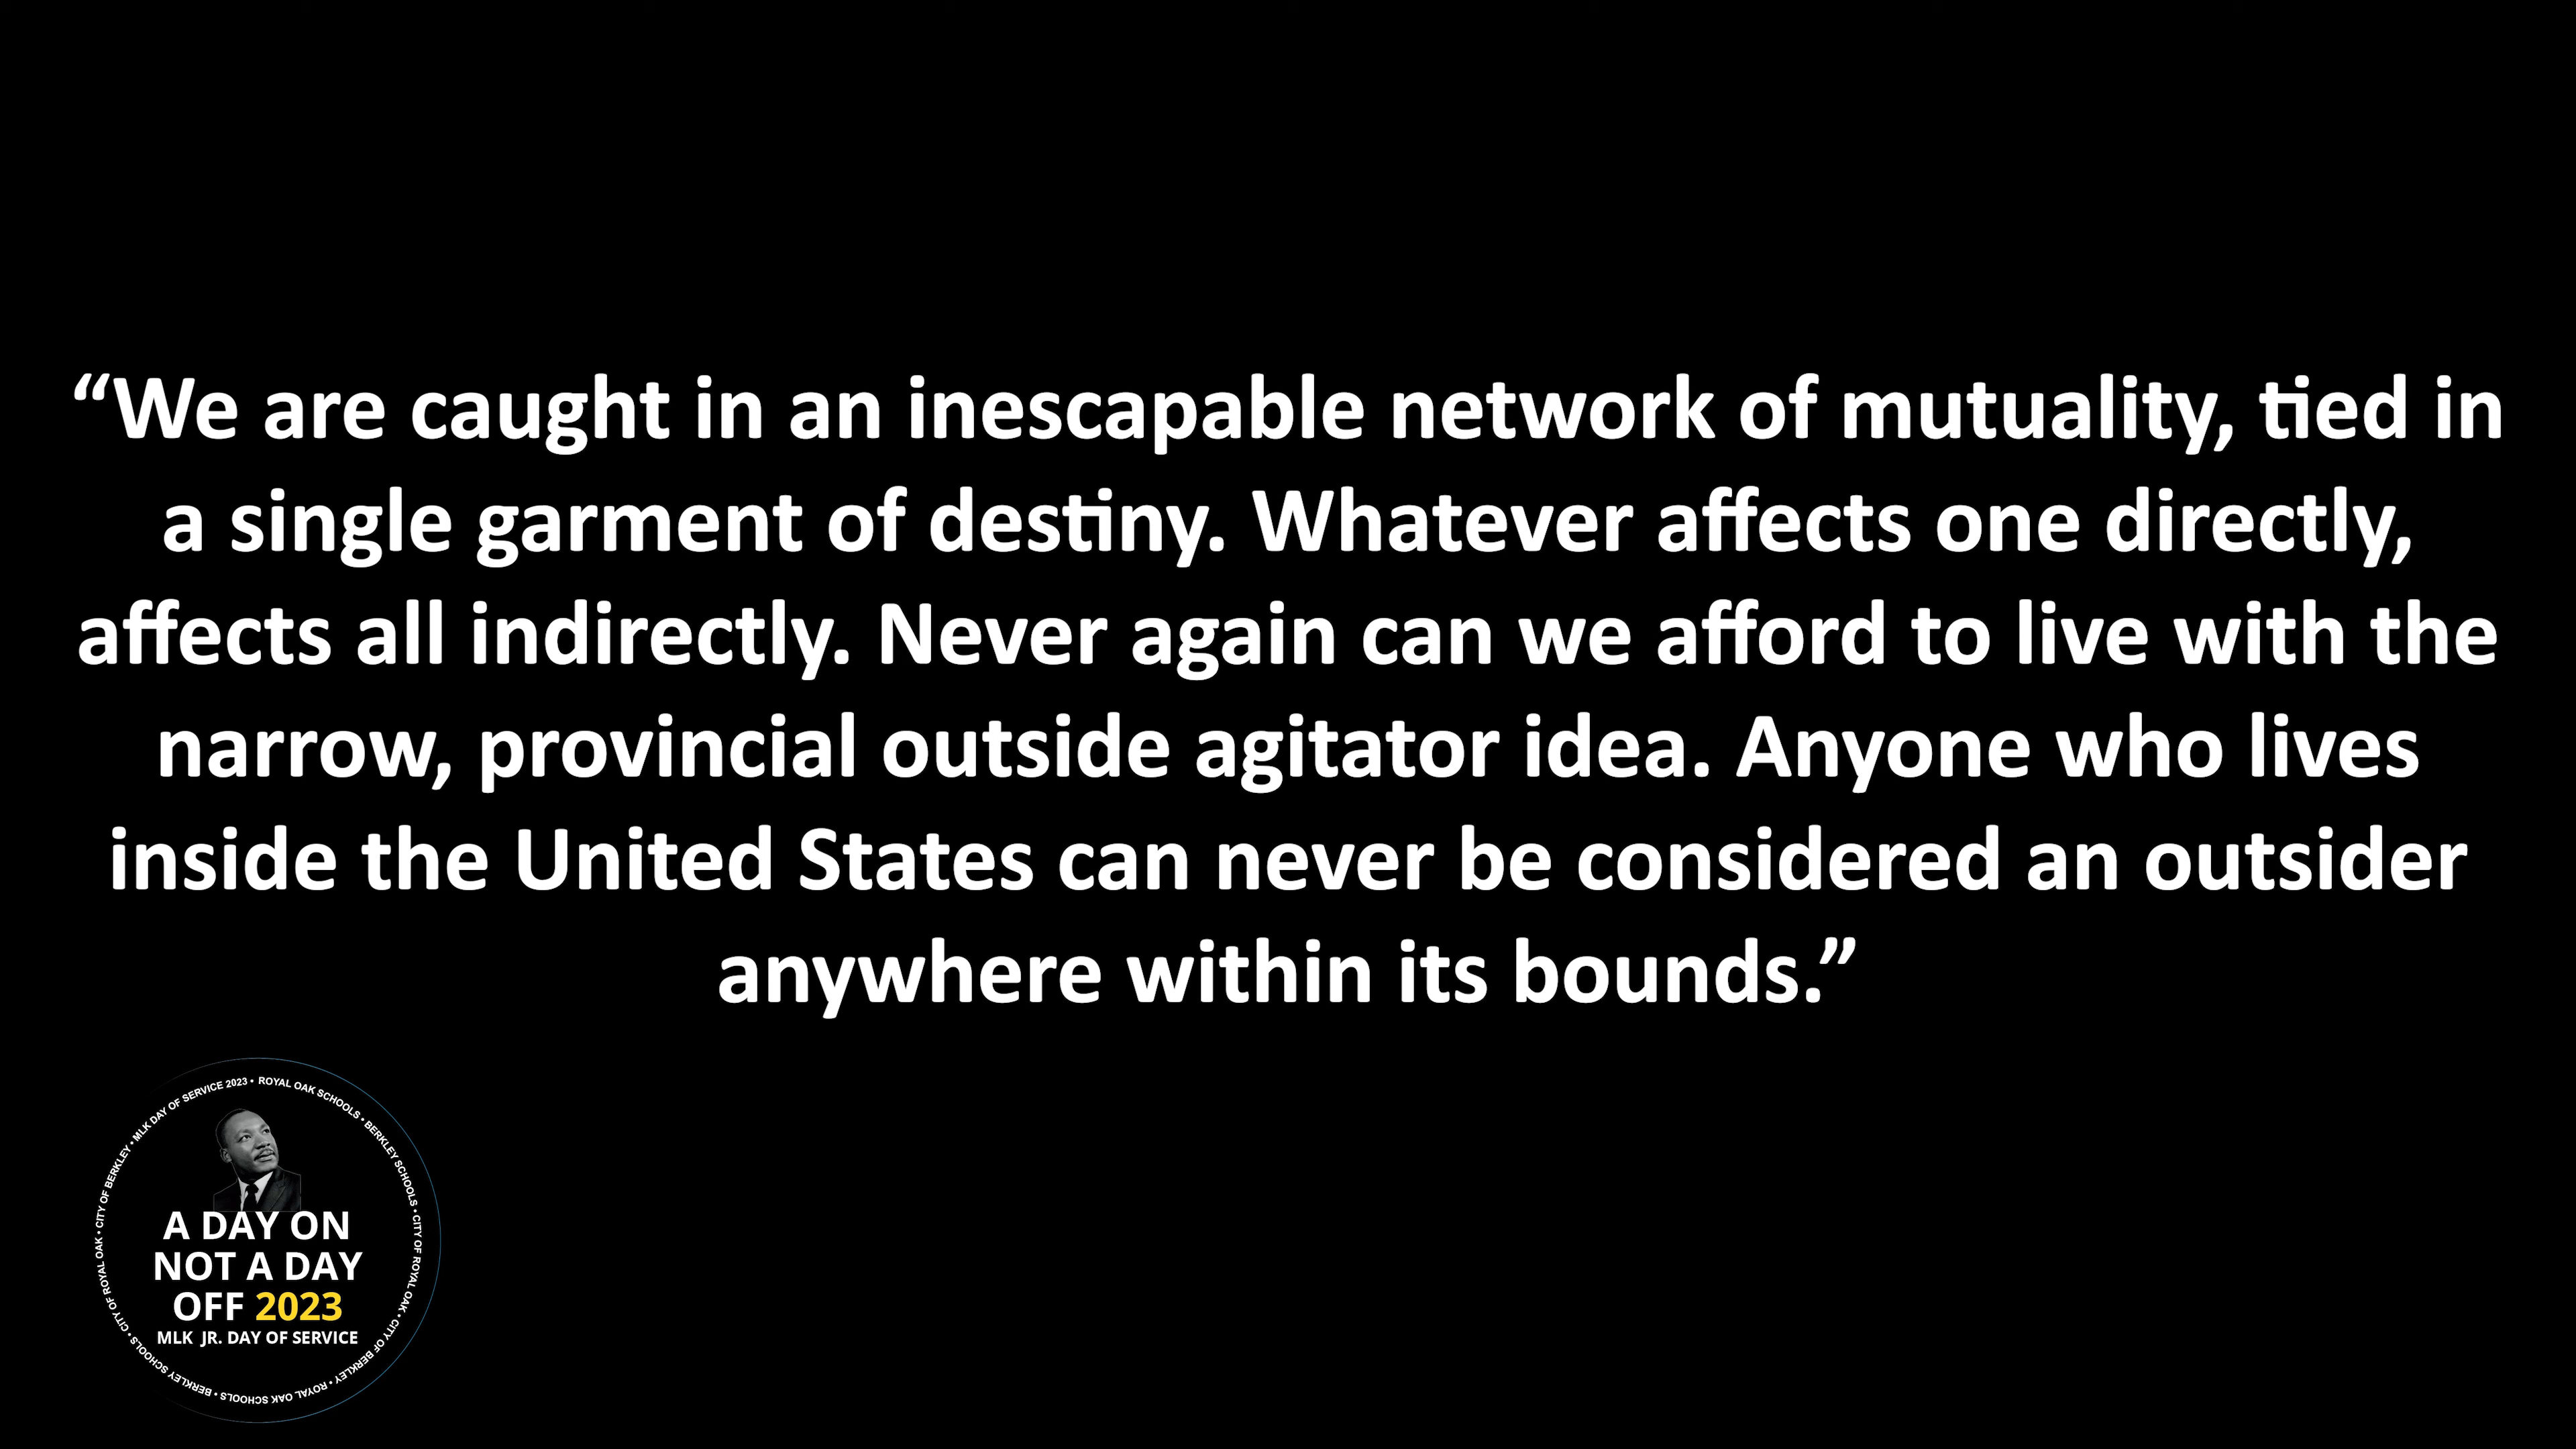 “We are caught in an inescapable network of mutuality, tied in
a single garment of destiny. Whatever affects one directly,
affects all indirectly. Never again can we afford to live with the
narrow, provincial outside agitator idea. Anyone who lives
inside the United States can never be considered an outsider
anywhere within its bounds.”
MLK DAY OF SERVICE 2023 • ROYAL OAK SCHOOLS • BERKLEY SCHOOLS • CITY OF ROYAL OAK • CITY OF BERKLEY • ROYAL OAK SCHOOLS • BERKLEY SCHOOLS • CITY OF ROYAL OAK • CITY OF BERKLEY •
A DAY ON
NOT A DAY
OFF 2023
MLK JR. DAY OF SERVICE